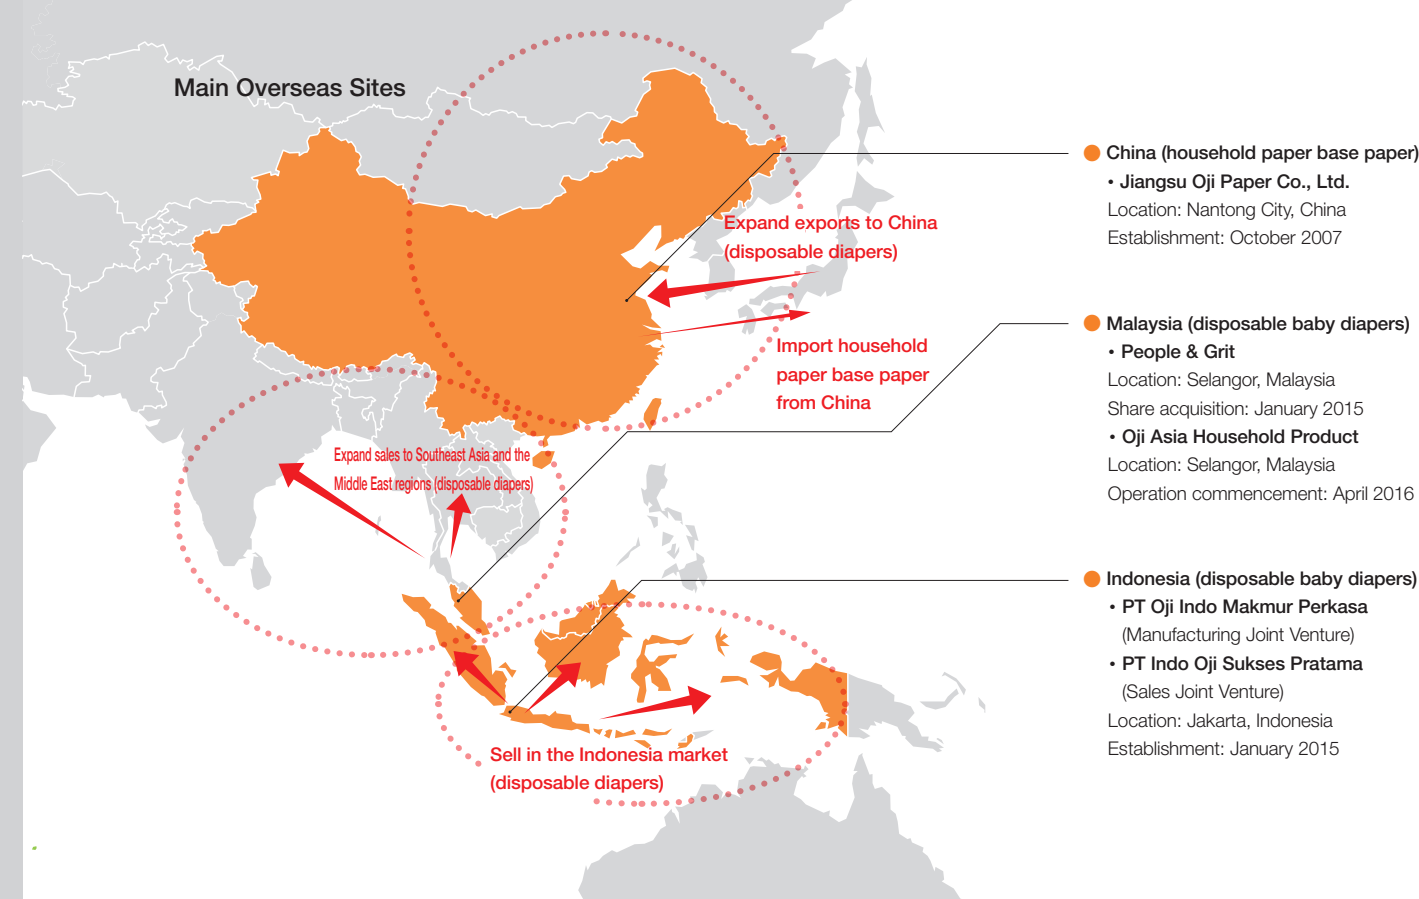 Main Overseas Sites
Expand exports to China
(disposable diapers)
Import household
paper base paper
from China
Expand sales to Southeast Asia and the
Middle East regions (disposable diapers)
Sell in the Indonesia market
(disposable diapers)
China (household paper base paper)
• Jiangsu Oji Paper Co., Ltd.
Location: Nantong City, China
Establishment: October 2007
Malaysia (disposable baby diapers)
• People & Grit
Location: Selangor, Malaysia
Share acquisition: January 2015
• Oji Asia Household Product
Location: Selangor, Malaysia
Operation commencement: April 2016
Indonesia (disposable baby diapers)
• PT Oji Indo Makmur Perkasa
(Manufacturing Joint Venture)
• PT Indo Oji Sukses Pratama
(Sales Joint Venture)
Location: Jakarta, Indonesia
Establishment: January 2015